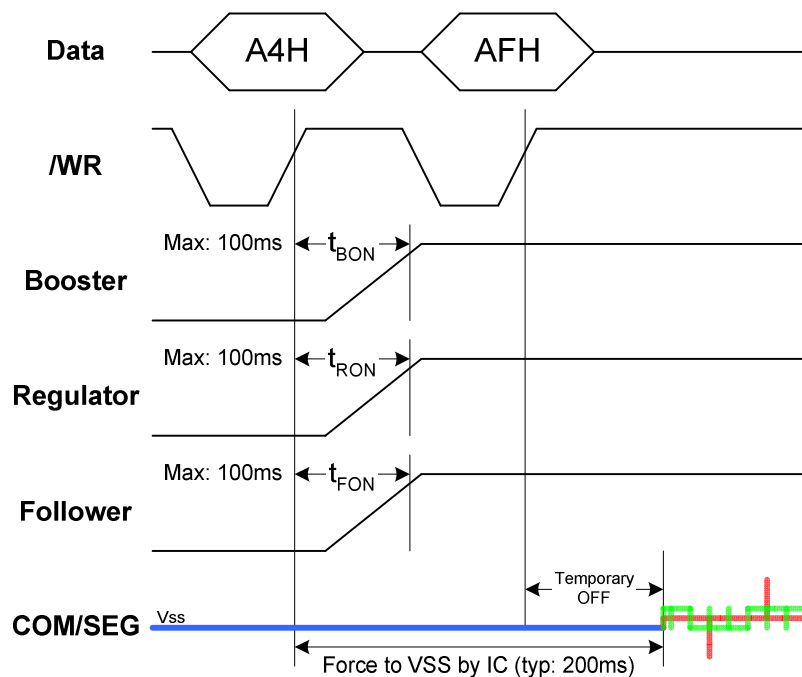 Data
A4H
AFH
/WR
Max: 100ms
tBON
Booster
Max: 100ms
tRON
Regulator
Max: 100ms
tFON
Follower
Temporary
OFF
COM/SEG
Vss
Force to VSS by IC (typ: 200ms)